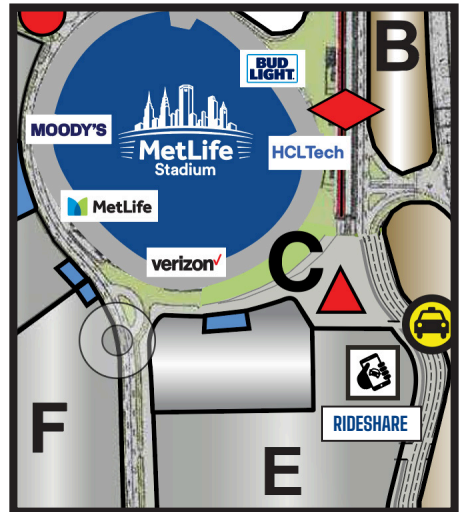 B
BUD
LIGHT
MOODY'S
MetLife
Stadium
HCLTech
MetLife
verizon
C
F
RIDESHARE
E